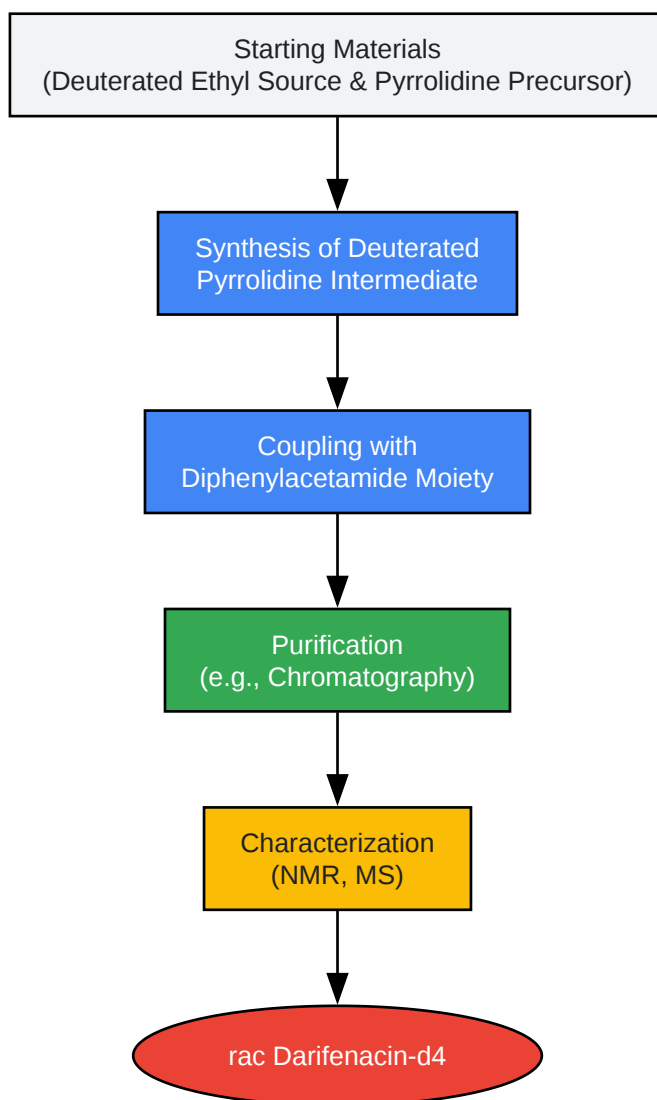 Starting Materials
(Deuterated Ethyl Source & Pyrrolidine Precursor)
Synthesis of Deuterated
Pyrrolidine Intermediate
Coupling with
Diphenylacetamide Moiety
Purification
(e.g., Chromatography)
Characterization
(NMR, MS)
rac Darifenacin-d4